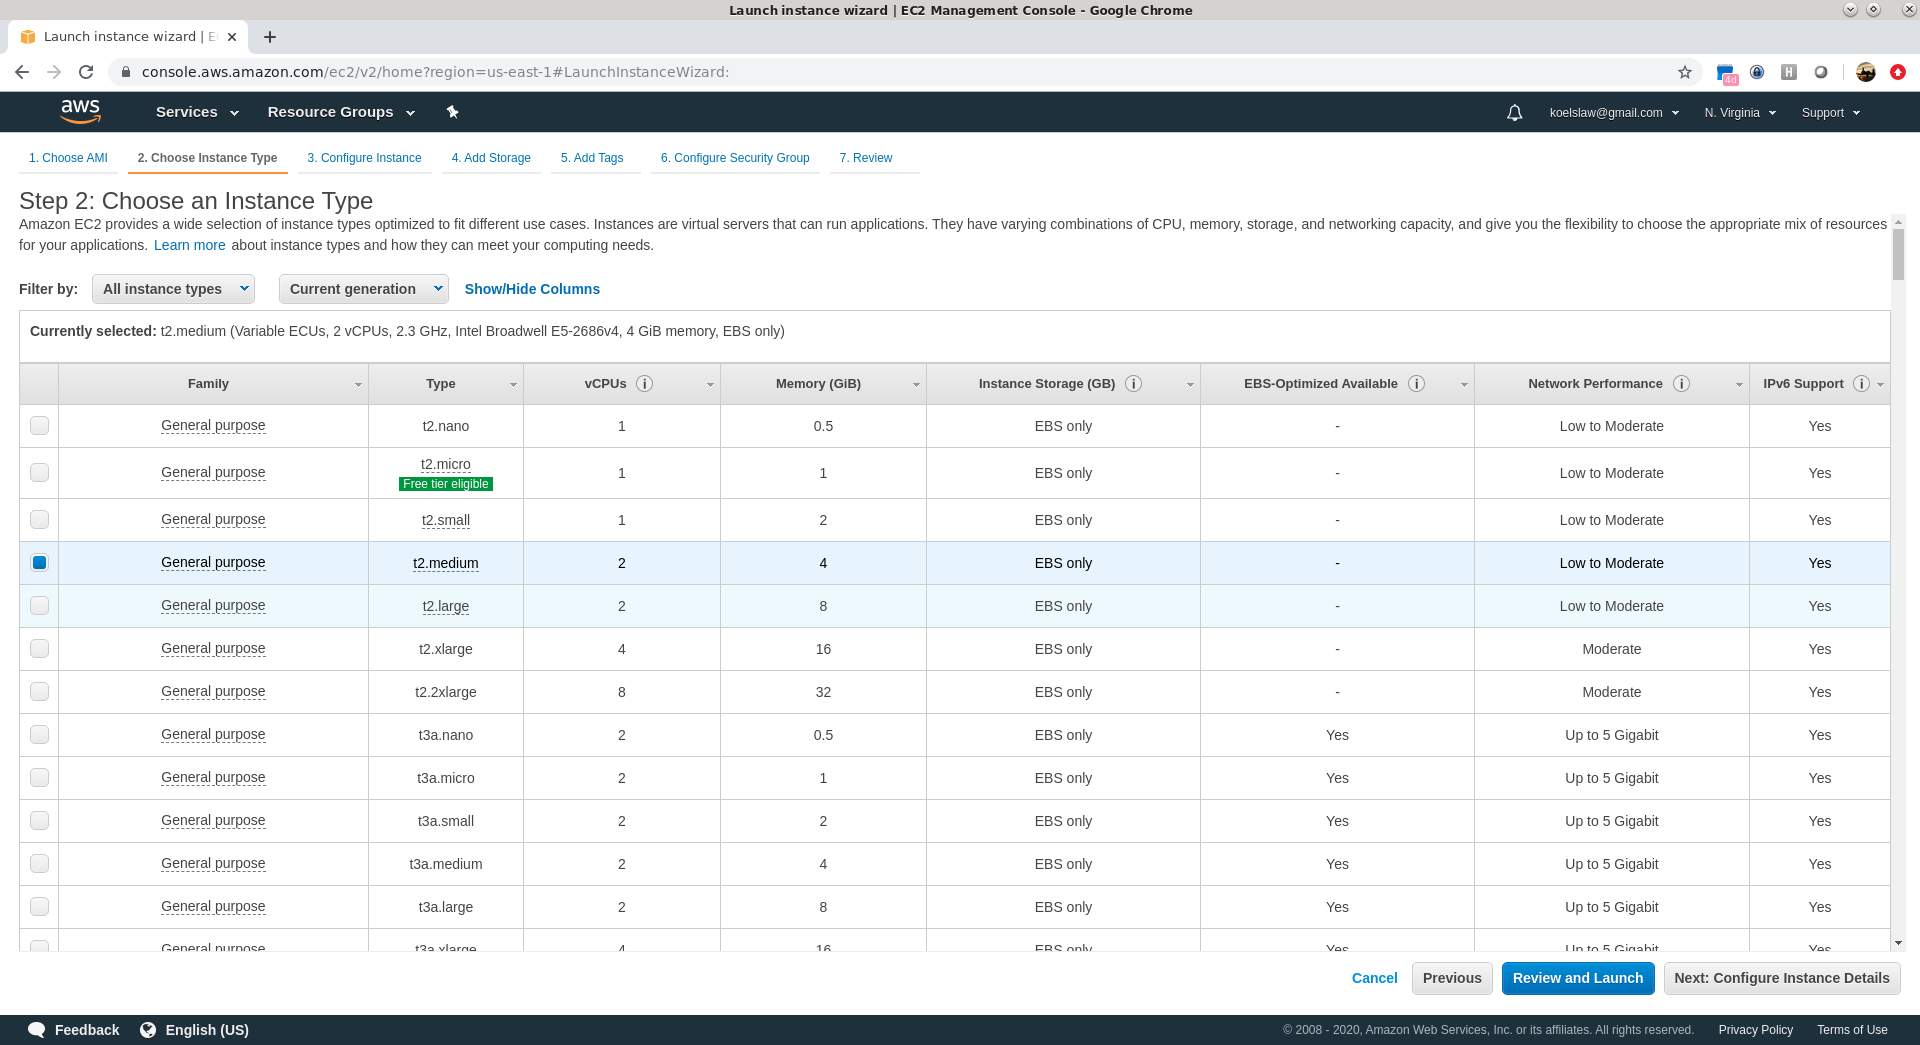 Launch instance wizard | EC2 Management Console - Google Chrome
Launch instance wizard | E
console.aws.amazon.com/ec2/v2/home?region=us-east-1#LaunchInstanceWizard:
4d
H
aws
Services
Resource Groups
koelslaw@gmail.com
N. Virginia
Support
1. Choose AMI
2. Choose Instance Type
3. Configure Instance
4. Add Storage
5. Add Tags
6. Configure Security Group
7. Review
Step 2: Choose an Instance Type
Amazon EC2 provides a wide selection of instance types optimized to fit different use cases. Instances are virtual servers that can run applications. They have varying combinations of CPU, memory, storage, and networking capacity, and give you the flexibility to choose the appropriate mix of resources
for your applications. Learn more about instance types and how they can meet your computing needs.
Filter by: All instance types Current generation Show/Hide Columns
Currently selected: t2.medium (Variable ECUs, 2 vCPUs, 2.3 GHz, Intel Broadwell E5-2686v4, 4 GiB memory, EBS only)
Family Type vCPUs i Memory (GiB) Instance Storage (GB) i EBS-Optimized Available i Network Performance i IPv6 Support i
General purpose t2.nano 1 0.5 EBS only - Low to Moderate Yes
General purpose t2.micro 1 1 EBS only - Low to Moderate Yes
Free tier eligible
General purpose t2.small 1 2 EBS only - Low to Moderate Yes
General purpose t2.medium 2 4 EBS only - Low to Moderate Yes
General purpose t2.large 2 8 EBS only - Low to Moderate Yes
General purpose t2.xlarge 4 16 EBS only - Moderate Yes
General purpose t2.2xlarge 8 32 EBS only - Moderate Yes
General purpose t3a.nano 2 0.5 EBS only Yes Up to 5 Gigabit Yes
General purpose t3a.micro 2 1 EBS only Yes Up to 5 Gigabit Yes
General purpose t3a.small 2 2 EBS only Yes Up to 5 Gigabit Yes
General purpose t3a.medium 2 4 EBS only Yes Up to 5 Gigabit Yes
General purpose t3a.large 2 8 EBS only Yes Up to 5 Gigabit Yes
General purpose t3a.xlarge 4 16 EBS only Yes Up to 5 Gigabit Yes
Cancel Previous Review and Launch Next: Configure Instance Details
Feedback English (US) © 2008 - 2020, Amazon Web Services, Inc. or its affiliates. All rights reserved. Privacy Policy Terms of Use